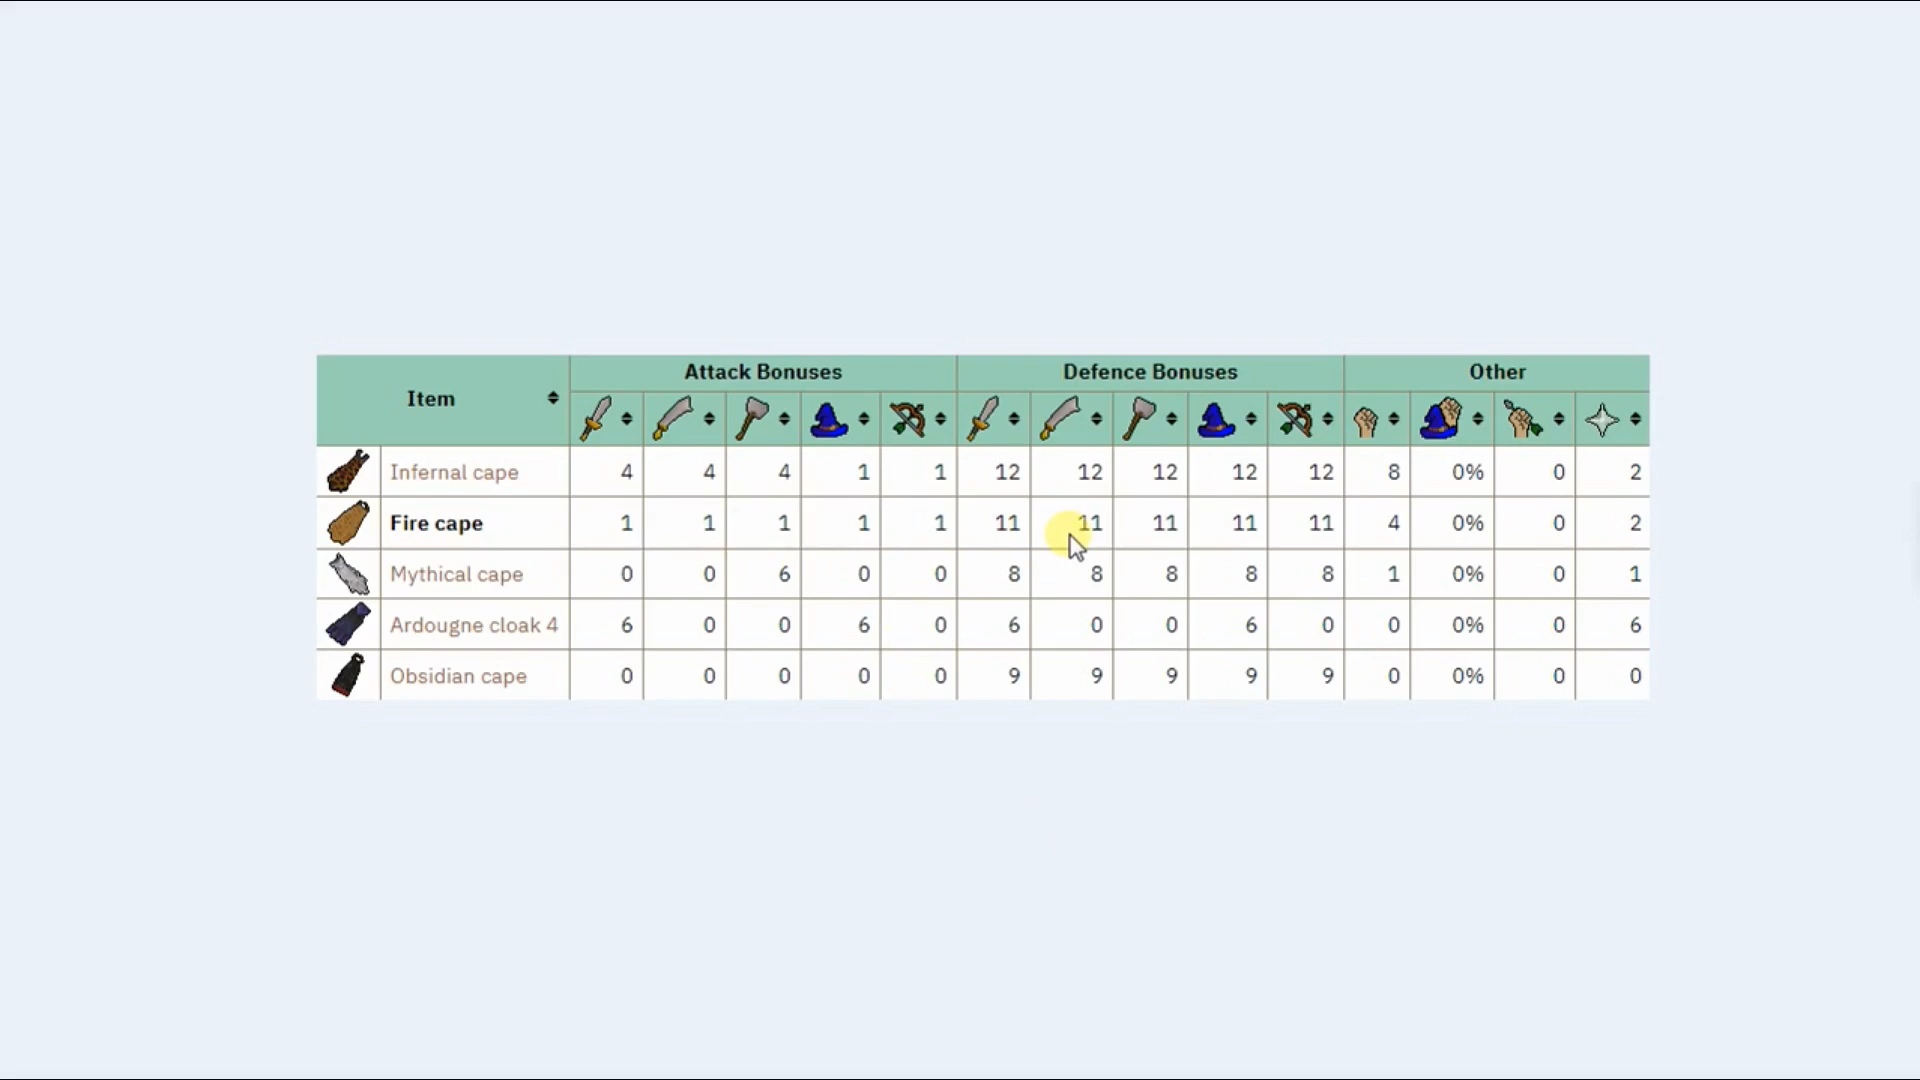 Item Attack Bonuses Defence Bonuses Other
Infernal cape 4 4 4 1 1 12 12 12 12 12 8 0% 0 2
Fire cape 1 1 1 1 1 11 11 11 11 11 4 0% 0 2
Mythical cape 0 0 6 0 0 8 8 8 8 8 1 0% 0 1
Ardougne cloak 4 6 0 0 6 0 6 0 0 6 0 0 0% 0 6
Obsidian cape 0 0 0 0 0 9 9 9 9 9 0 0% 0 0